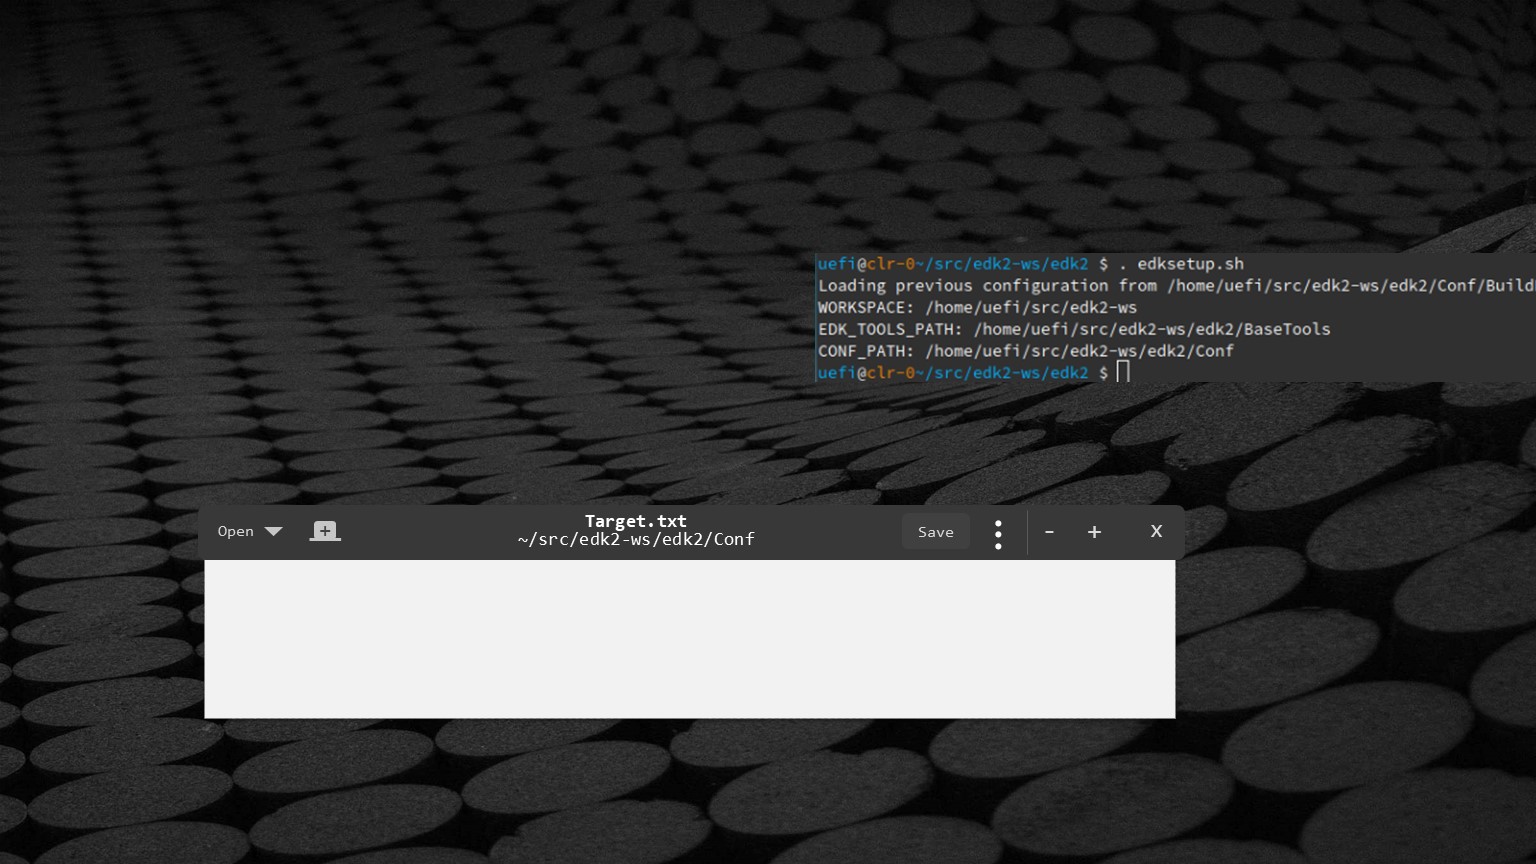 uefi@clr-0~/src/edk2-ws/edk2 $ . edksetup.sh
Loading previous configuration from /home/uefi/src/edk2-ws/edk2/Conf/Build
WORKSPACE: /home/uefi/src/edk2-ws
EDK_TOOLS_PATH: /home/uefi/src/edk2-ws/edk2/BaseTools
CONF_PATH: /home/uefi/src/edk2-ws/edk2/Conf
uefi@clr-0~/src/edk2-ws/edk2 $
Target.txt
Open Save - + X
~/src/edk2-ws/edk2/Conf